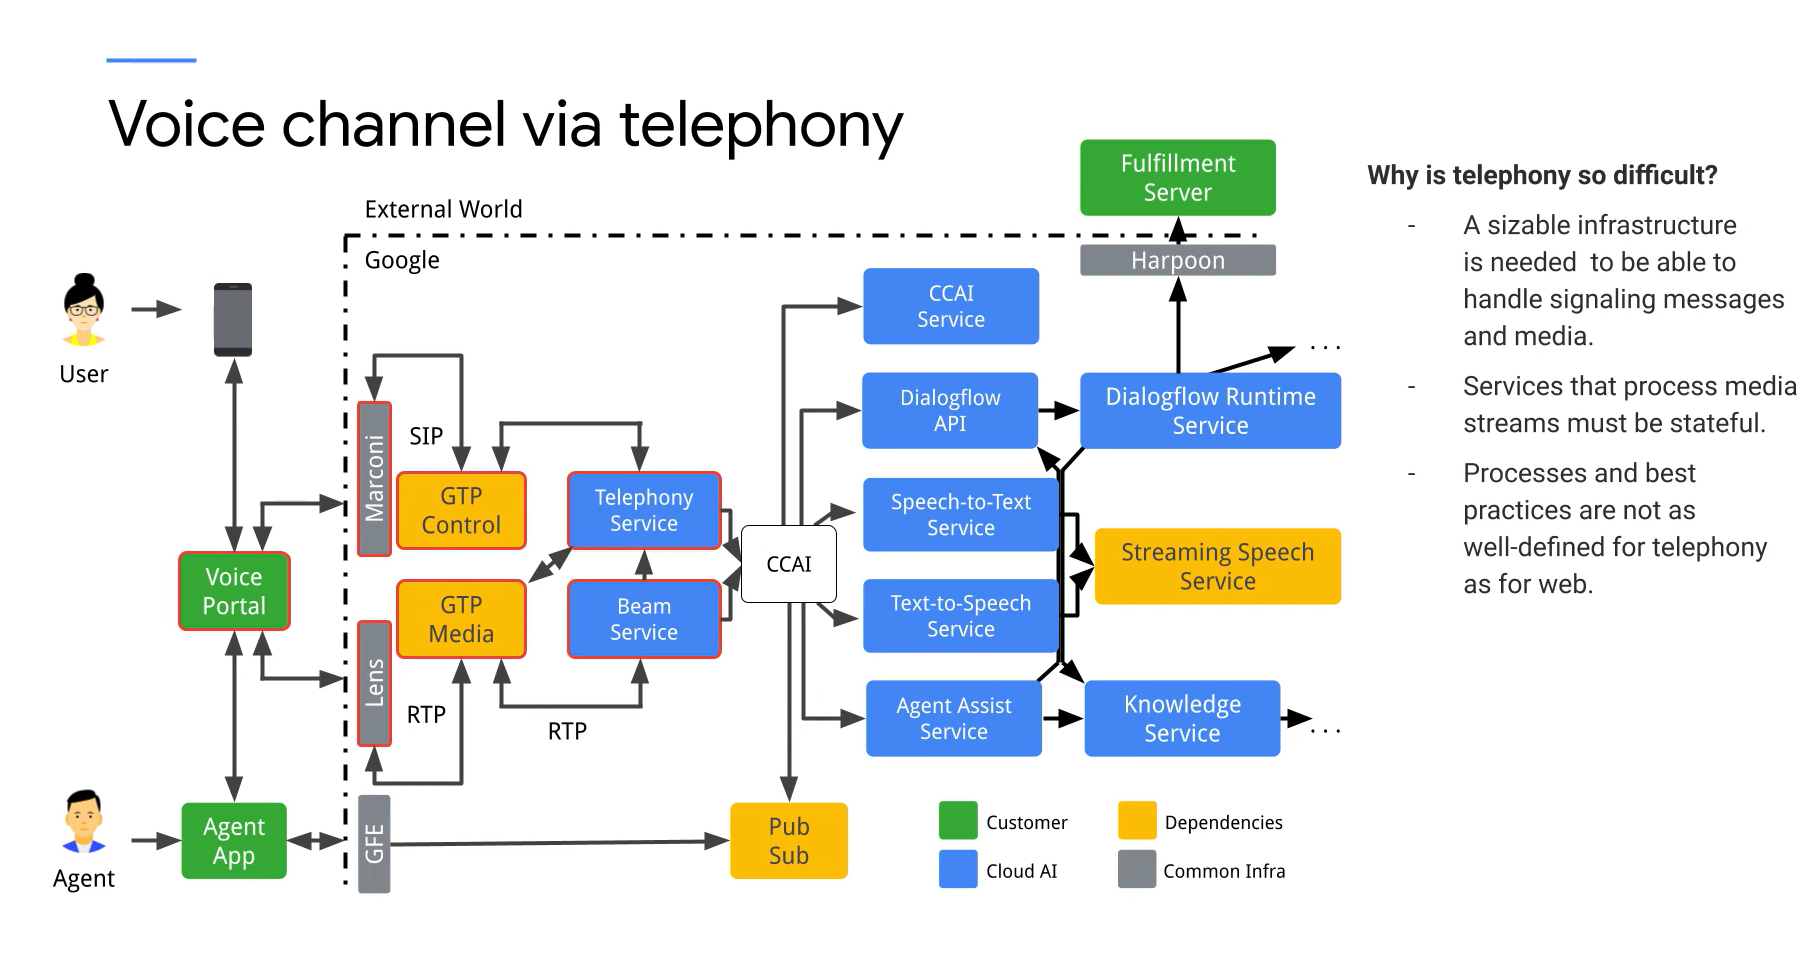 Voice channel via telephony
Fulfillment
Server
Why is telephony so difficult?
- A sizable infrastructure
is needed  to be able to
handle signaling messages
and media.
- Services that process media
streams must be stateful.
- Processes and best
practices are not as
well-defined for telephony
as for web.
External World
Google
Harpoon
User
CCAI
Service
. . .
Marconi
SIP
GTP
Control
Telephony
Service
Dialogflow
API
Dialogflow Runtime
Service
Speech-to-Text
Service
CCAI
Streaming Speech
Service
Voice
Portal
GTP
Media
Beam
Service
Text-to-Speech
Service
Lens
RTP
RTP
Agent Assist
Service
Knowledge
Service
. . .
Agent
Agent
App
GFE
Pub
Sub
Customer
Dependencies
Cloud AI
Common Infra